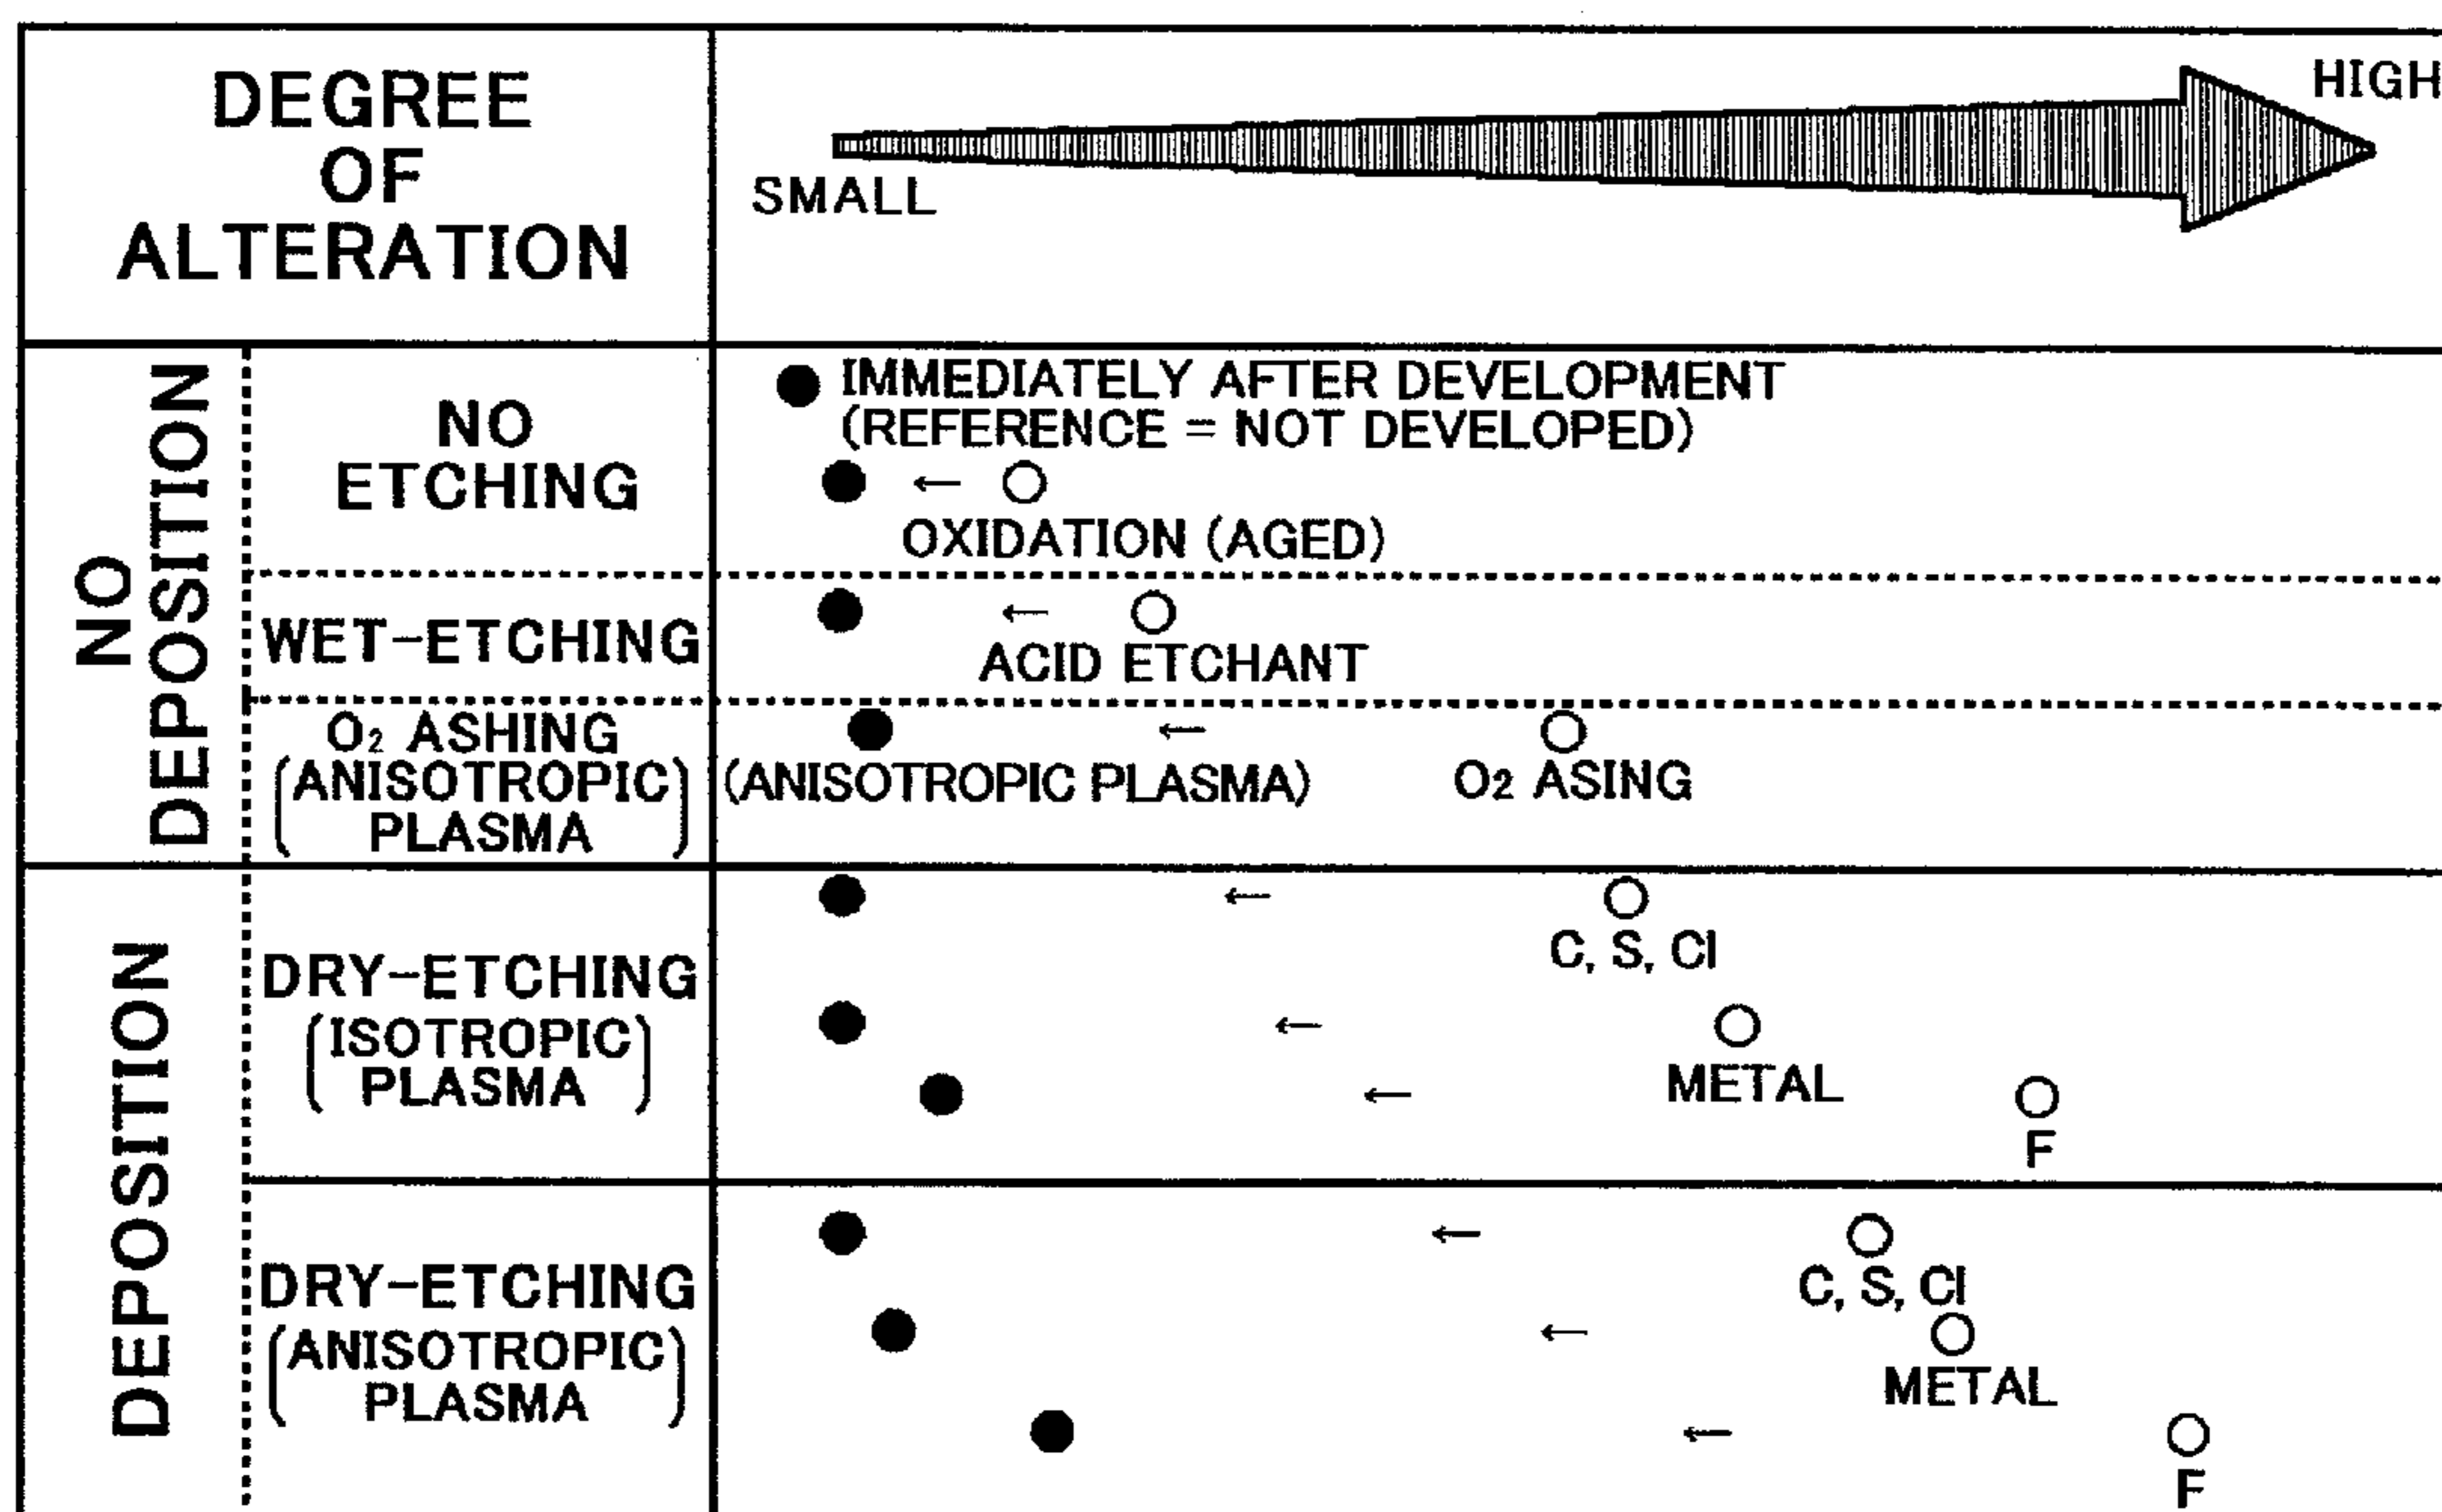 DEGREE
OF
ALTERATION
HIGH
SMALL
NO
DEPOSITION
NO
ETCHING
IMMEDIATELY AFTER DEVELOPMENT
(REFERENCE = NOT DEVELOPED)
←
OXIDATION (AGED)
WET-ETCHING
←
ACID ETCHANT
O₂ ASHING
(ANISOTROPIC)
PLASMA
←
(ANISOTROPIC PLASMA)
O₂ ASING
DEPOSITION
DRY-ETCHING
(ISOTROPIC)
PLASMA
←
C, S, Cl
←
METAL
←
F
DRY-ETCHING
(ANISOTROPIC)
PLASMA
←
C, S, Cl
←
METAL
←
F